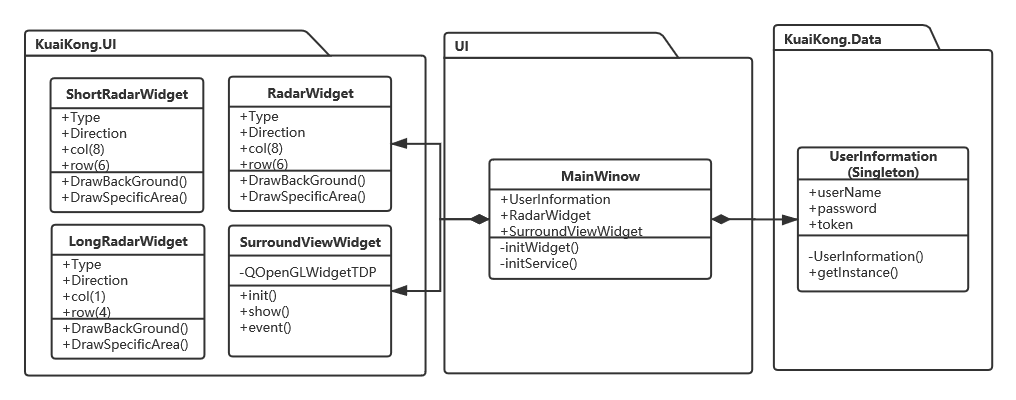 KuaiKong.UI
ShortRadarWidget
+Type
+Direction
+col(8)
+row(6)
+DrawBackGround()
+DrawSpecificArea()
RadarWidget
+Type
+Direction
+col(8)
+row(6)
+DrawBackGround()
+DrawSpecificArea()
LongRadarWidget
+Type
+Direction
+col(1)
+row(4)
+DrawBackGround()
+DrawSpecificArea()
SurroundViewWidget
-QOpenGLWidgetTDP
+init()
+show()
+event()
UI
MainWinow
+UserInformation
+RadarWidget
+SurroundViewWidget
-initWidget()
-initService()
KuaiKong.Data
UserInformation
(Singleton)
+userName
+password
+token
-UserInformation()
+getInstance()